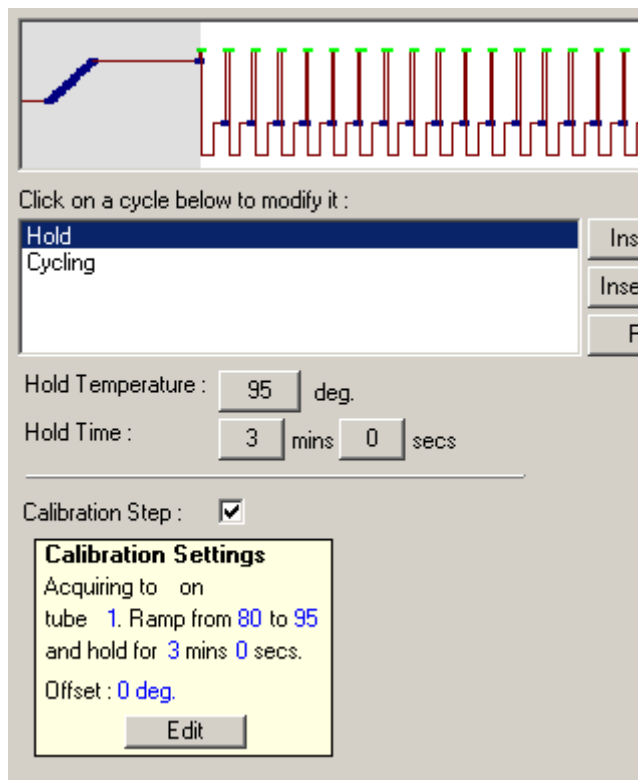 Click on a cycle below to modify it :
Hold
Cycling
Ins
Inse
Hold Temperature : 95 deg.
Hold Time : 3 mins 0 secs
Calibration Step :
Calibration Settings
Acquiring to on
tube 1. Ramp from 80 to 95
and hold for 3 mins 0 secs.
Offset : 0 deg.
Edit